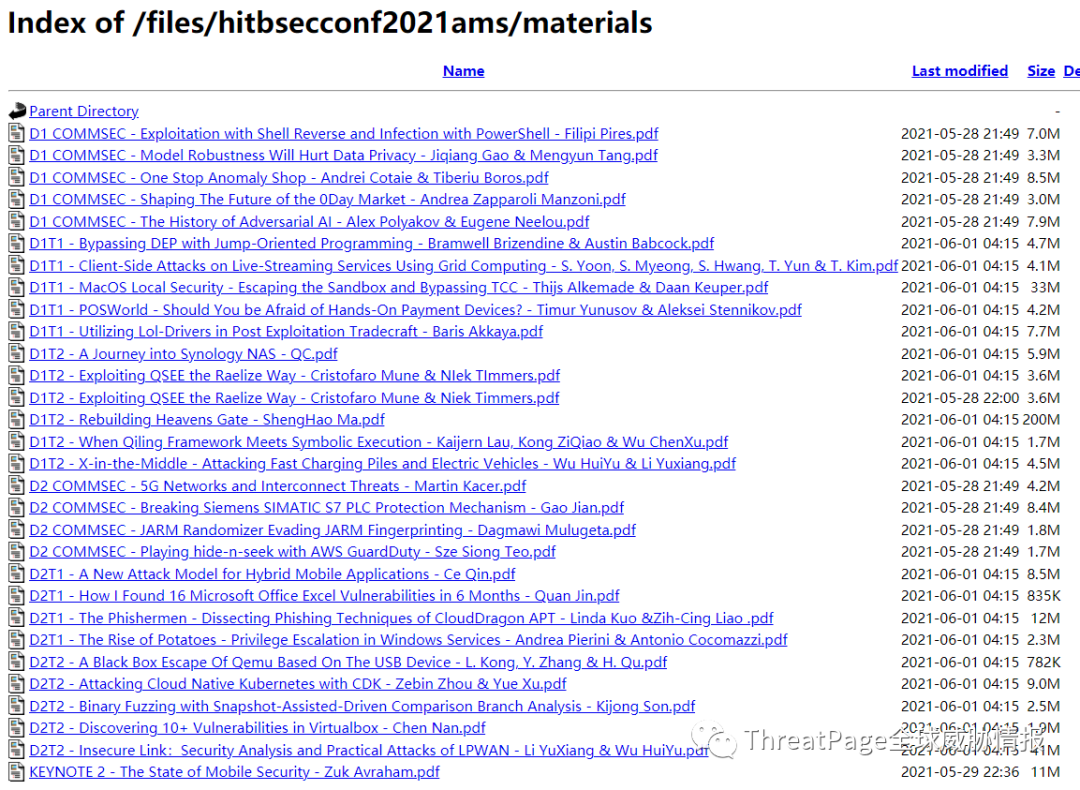 Index of /files/hitbsecconf2021ams/materials
Name Last modified Size De
Parent Directory -
D1 COMMSEC - Exploitation with Shell Reverse and Infection with PowerShell - Filipi Pires.pdf 2021-05-28 21:49 7.0M
D1 COMMSEC - Model Robustness Will Hurt Data Privacy - Jiqiang Gao & Mengyun Tang.pdf 2021-05-28 21:49 3.3M
D1 COMMSEC - One Stop Anomaly Shop - Andrei Cotaie & Tiberiu Boros.pdf 2021-05-28 21:49 8.5M
D1 COMMSEC - Shaping The Future of the 0Day Market - Andrea Zapparoli Manzoni.pdf 2021-05-28 21:49 3.0M
D1 COMMSEC - The History of Adversarial AI - Alex Polyakov & Eugene Neelou.pdf 2021-05-28 21:49 7.9M
D1T1 - Bypassing DEP with Jump-Oriented Programming - Bramwell Brizendine & Austin Babcock.pdf 2021-06-01 04:15 4.7M
D1T1 - Client-Side Attacks on Live-Streaming Services Using Grid Computing - S. Yoon, S. Myeong, S. Hwang, T. Yun & T. Kim.pdf 2021-06-01 04:15 4.1M
D1T1 - MacOS Local Security - Escaping the Sandbox and Bypassing TCC - Thijs Alkemade & Daan Keuper.pdf 2021-06-01 04:15 33M
D1T1 - POSWorld - Should You be Afraid of Hands-On Payment Devices? - Timur Yunusov & Aleksei Stennikov.pdf 2021-06-01 04:15 4.2M
D1T1 - Utilizing Lol-Drivers in Post Exploitation Tradecraft - Baris Akkaya.pdf 2021-06-01 04:15 7.7M
D1T2 - A Journey into Synology NAS - QC.pdf 2021-06-01 04:15 5.9M
D1T2 - Exploiting QSEE the Raelize Way - Cristofaro Mune & NIek TImmers.pdf 2021-06-01 04:15 3.6M
D1T2 - Exploiting QSEE the Raelize Way - Cristofaro Mune & Niek Timmers.pdf 2021-05-28 22:00 3.6M
D1T2 - Rebuilding Heavens Gate - ShengHao Ma.pdf 2021-06-01 04:15 200M
D1T2 - When Qiling Framework Meets Symbolic Execution - Kaijern Lau, Kong ZiQiao & Wu ChenXu.pdf 2021-06-01 04:15 1.7M
D1T2 - X-in-the-Middle - Attacking Fast Charging Piles and Electric Vehicles - Wu HuiYu & Li Yuxiang.pdf 2021-06-01 04:15 4.5M
D2 COMMSEC - 5G Networks and Interconnect Threats - Martin Kacer.pdf 2021-05-28 21:49 4.2M
D2 COMMSEC - Breaking Siemens SIMATIC S7 PLC Protection Mechanism - Gao Jian.pdf 2021-05-28 21:49 8.4M
D2 COMMSEC - JARM Randomizer Evading JARM Fingerprinting - Dagmawi Mulugeta.pdf 2021-05-28 21:49 1.8M
D2 COMMSEC - Playing hide-n-seek with AWS GuardDuty - Sze Siong Teo.pdf 2021-05-28 21:49 1.7M
D2T1 - A New Attack Model for Hybrid Mobile Applications - Ce Qin.pdf 2021-06-01 04:15 8.5M
D2T1 - How I Found 16 Microsoft Office Excel Vulnerabilities in 6 Months - Quan Jin.pdf 2021-06-01 04:15 835K
D2T1 - The Phishermen - Dissecting Phishing Techniques of CloudDragon APT - Linda Kuo &Zih-Cing Liao .pdf 2021-06-01 04:15 12M
D2T1 - The Rise of Potatoes - Privilege Escalation in Windows Services - Andrea Pierini & Antonio Cocomazzi.pdf 2021-06-01 04:15 2.3M
D2T2 - A Black Box Escape Of Qemu Based On The USB Device - L. Kong, Y. Zhang & H. Qu.pdf 2021-06-01 04:15 782K
D2T2 - Attacking Cloud Native Kubernetes with CDK - Zebin Zhou & Yue Xu.pdf 2021-06-01 04:15 9.0M
D2T2 - Binary Fuzzing with Snapshot-Assisted-Driven Comparison Branch Analysis - Kijong Son.pdf 2021-06-01 04:15 2.5M
D2T2 - Discovering 10+ Vulnerabilities in Virtualbox - Chen Nan.pdf 2021-06-01 04:15 1.9M
ThreatPage全球威胁情报
D2T2 - Insecure Link：Security Analysis and Practical Attacks of LPWAN - Li YuXiang & Wu HuiYu.pdf 2021-06-01 04:15 41M
KEYNOTE 2 - The State of Mobile Security - Zuk Avraham.pdf 2021-05-29 22:36 11M